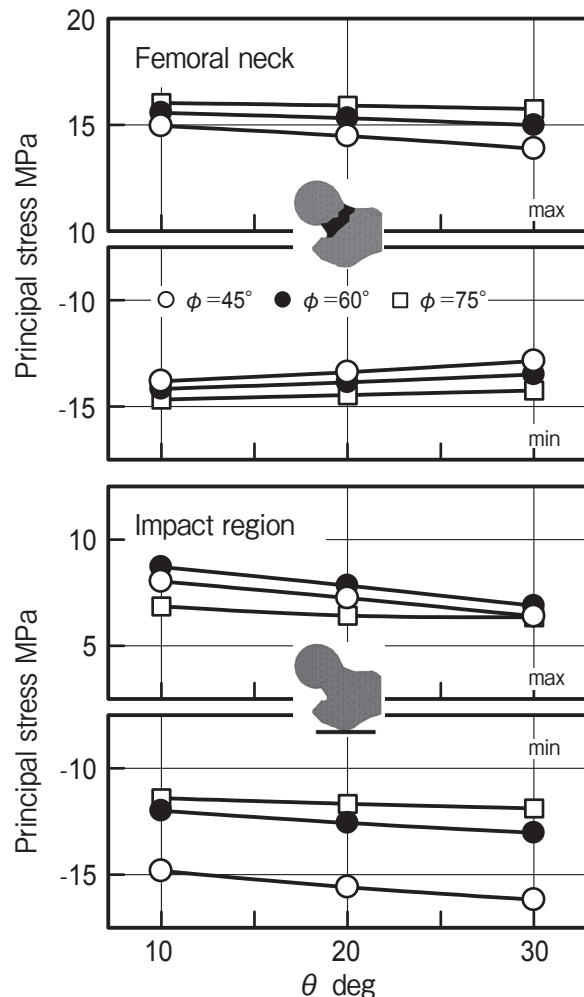 20
Femoral neck
15
10
max
Principal stress MPa
-10
○ ϕ =45° ● ϕ =60° □ ϕ =75°
-15
min
10
Impact region
5
max
Principal stress MPa
min
-10
-15
10 20 30
θ deg